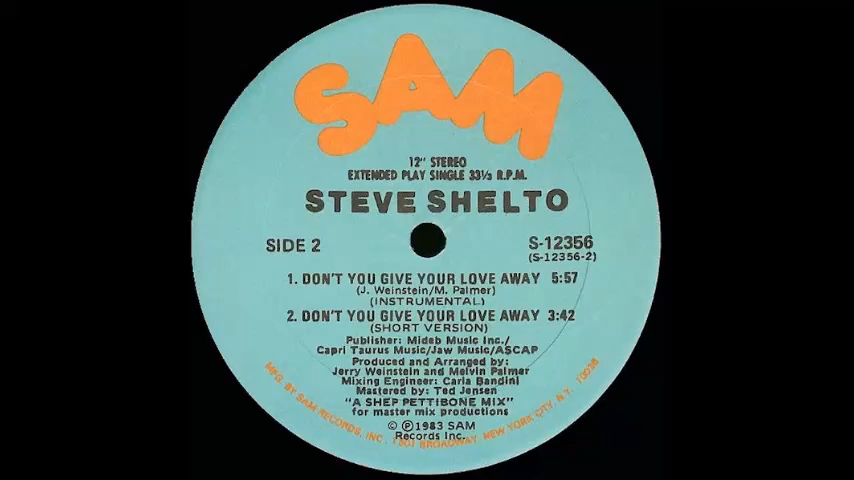 SAM
12" STEREO
EXTENDED PLAY SINGLE 33⅓ R.P.M.
STEVE SHELTO
SIDE 2
S-12356
(S-12356-2)
1. DON'T YOU GIVE YOUR LOVE AWAY 5:57
(J. Weinstein/M. Palmer)
(INSTRUMENTAL)
2. DON'T YOU GIVE YOUR LOVE AWAY 3:42
(SHORT VERSION)
Publisher: Mideb Music Inc./
Capri Taurus Music/Jaw Music/ASCAP
Produced and Arranged by:
Jerry Weinstein and Melvin Palmer
Mixing Engineer: Carla Bandini
Mastered by: Ted Jensen
"A SHEP PETTIBONE MIX"
for master mix productions
© ℗1983 SAM
Records Inc.
MFG. BY SAM RECORDS, INC. BROADWAY, NEW YORK CITY, N.Y.